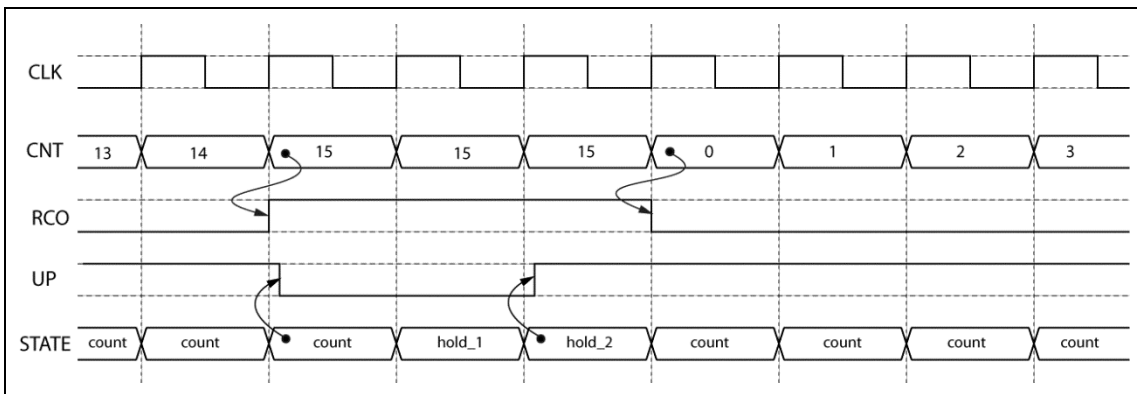 CLK
CNT 13 14 15 15 15 0 1 2 3
RCO
UP
STATE count count count hold_1 hold_2 count count count count